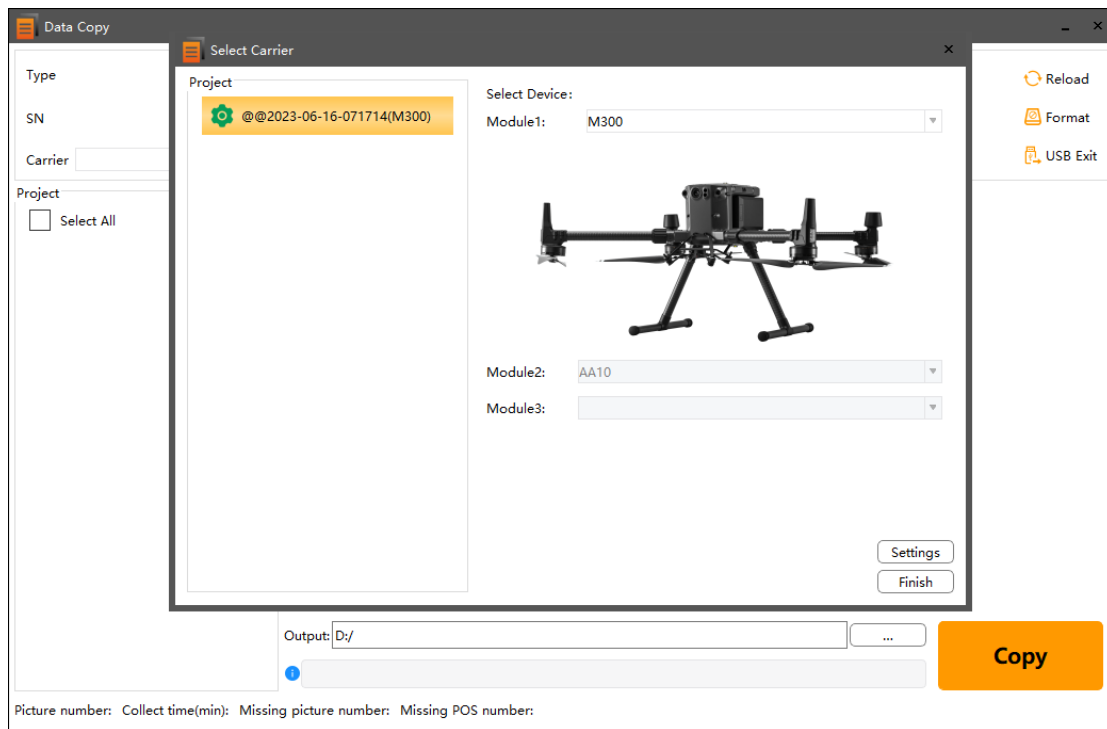 Data Copy
Select Carrier
Type
SN
Carrier
Project
Select All
Project
@@2023-06-16-071714(M300)
Select Device:
Module1: M300
Module2: AA10
Module3:
Settings
Finish
Reload
Format
USB Exit
Output: D:/ ...
Copy
Picture number: Collect time(min): Missing picture number: Missing POS number: